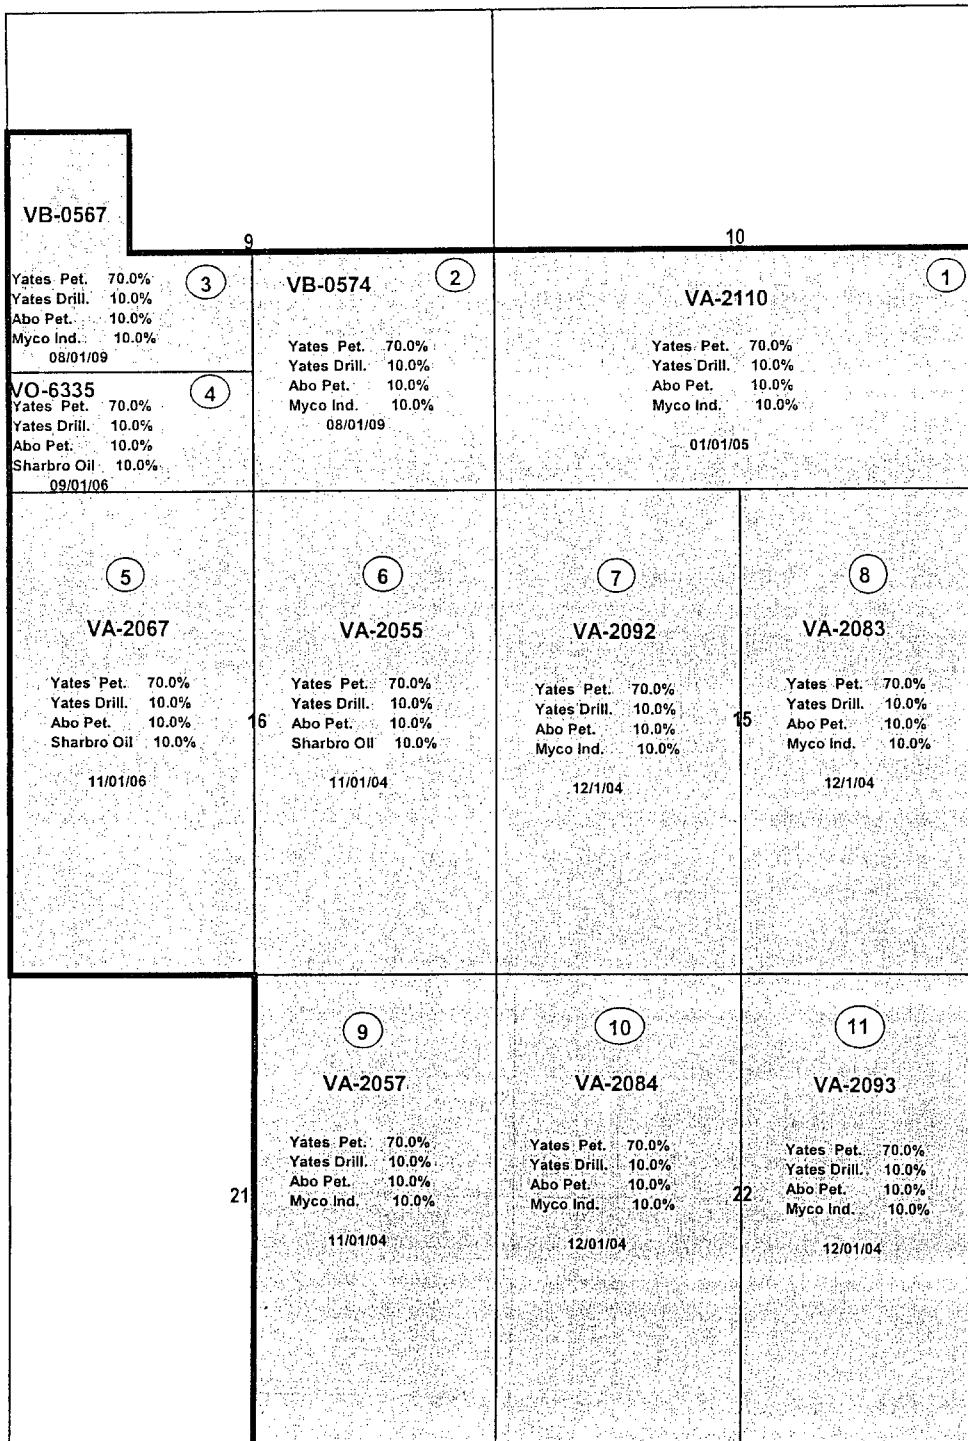 VB-0567
9
10
Yates Pet. 70.0%
Yates Drill. 10.0%
Abo Pet. 10.0%
Myco Ind. 10.0%
08/01/09
3
VB-0574
2
Yates Pet. 70.0%
Yates Drill. 10.0%
Abo Pet. 10.0%
Myco Ind. 10.0%
08/01/09
1
VA-2110
Yates Pet. 70.0%
Yates Drill. 10.0%
Abo Pet. 10.0%
Myco Ind. 10.0%
01/01/05
VO-6335
4
Yates Pet. 70.0%
Yates Drill. 10.0%
Abo Pet. 10.0%
Sharbro Oil 10.0%
09/01/06
5
VA-2067
Yates Pet. 70.0%
Yates Drill. 10.0%
Abo Pet. 10.0%
Sharbro Oil 10.0%
11/01/06
16
6
VA-2055
Yates Pet. 70.0%
Yates Drill. 10.0%
Abo Pet. 10.0%
Sharbro Oil 10.0%
11/01/04
7
VA-2092
Yates Pet. 70.0%
Yates Drill. 10.0%
Abo Pet. 10.0%
Myco Ind. 10.0%
12/1/04
15
8
VA-2083
Yates Pet. 70.0%
Yates Drill. 10.0%
Abo Pet. 10.0%
Myco Ind. 10.0%
12/1/04
21
9
VA-2057
Yates Pet. 70.0%
Yates Drill. 10.0%
Abo Pet. 10.0%
Myco Ind. 10.0%
11/01/04
10
VA-2084
Yates Pet. 70.0%
Yates Drill. 10.0%
Abo Pet. 10.0%
Myco Ind. 10.0%
12/01/04
22
11
VA-2093
Yates Pet. 70.0%
Yates Drill. 10.0%
Abo Pet. 10.0%
Myco Ind. 10.0%
12/01/04